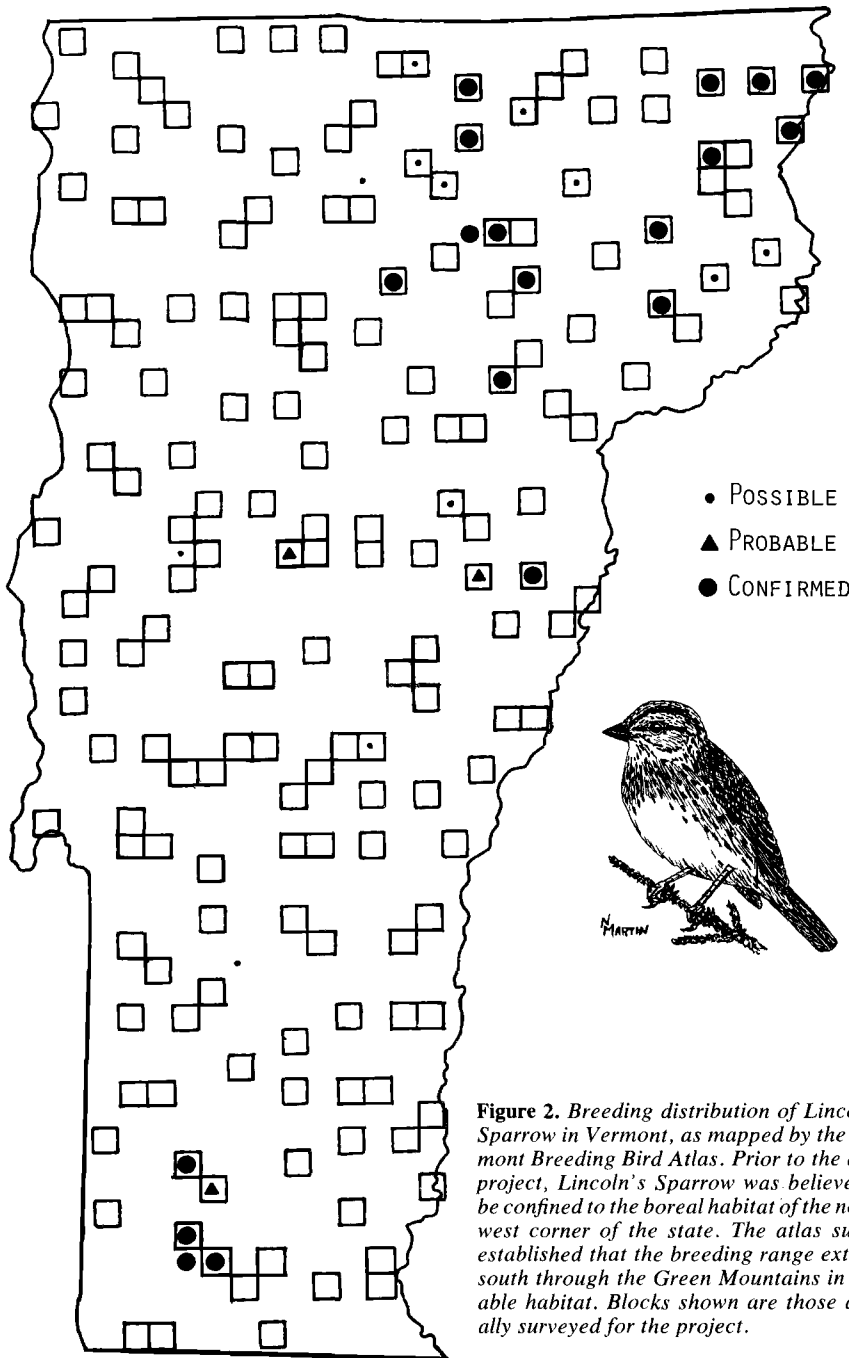 • POSSIBLE
▲ PROBABLE
● CONFIRMED
N MARTIN
Figure 2. Breeding distribution of Linc
Sparrow in Vermont, as mapped by the
mont Breeding Bird Atlas. Prior to the
project, Lincoln's Sparrow was believe
be confined to the boreal habitat of the
west corner of the state. The atlas su
established that the breeding range ext
south through the Green Mountains in
able habitat. Blocks shown are those
ally surveyed for the project.